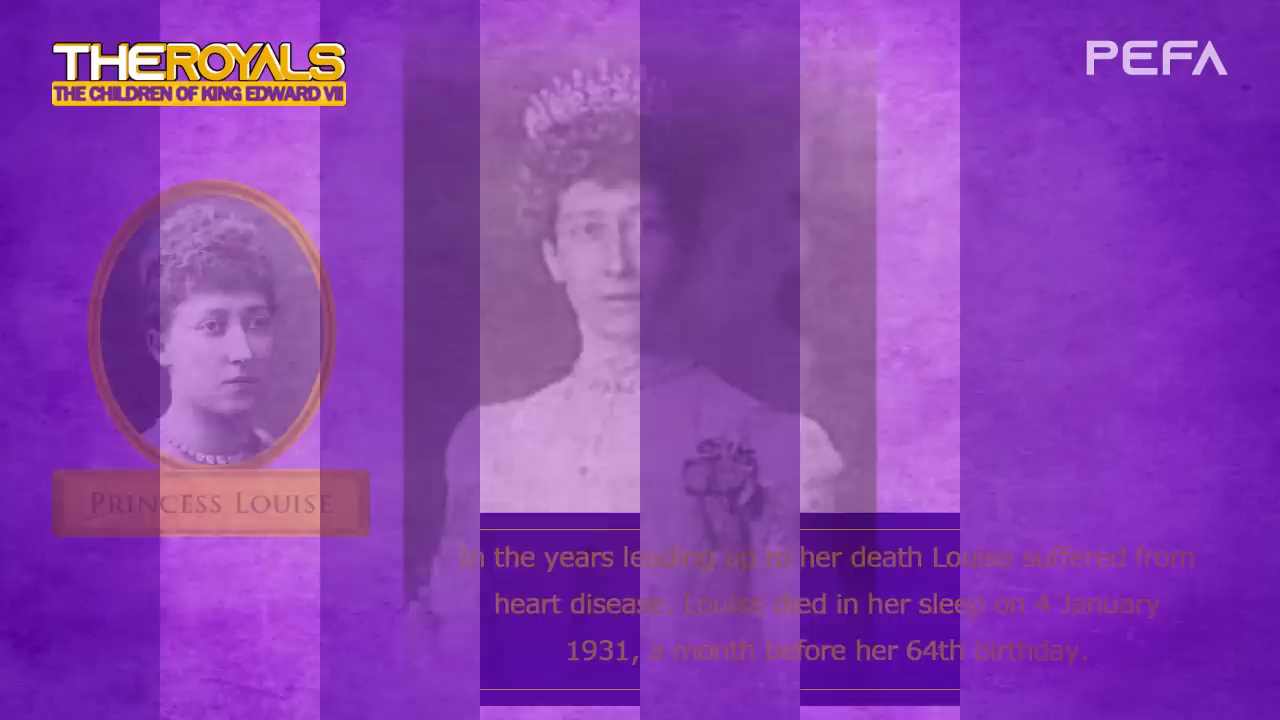 THEROYALS
THE CHILDREN OF KING EDWARD VII
PEFA
PRINCESS LOUISE
In the years leading up to her death Louise suffered from
heart disease. Louise died in her sleep on 4 January
1931, a month before her 64th birthday.